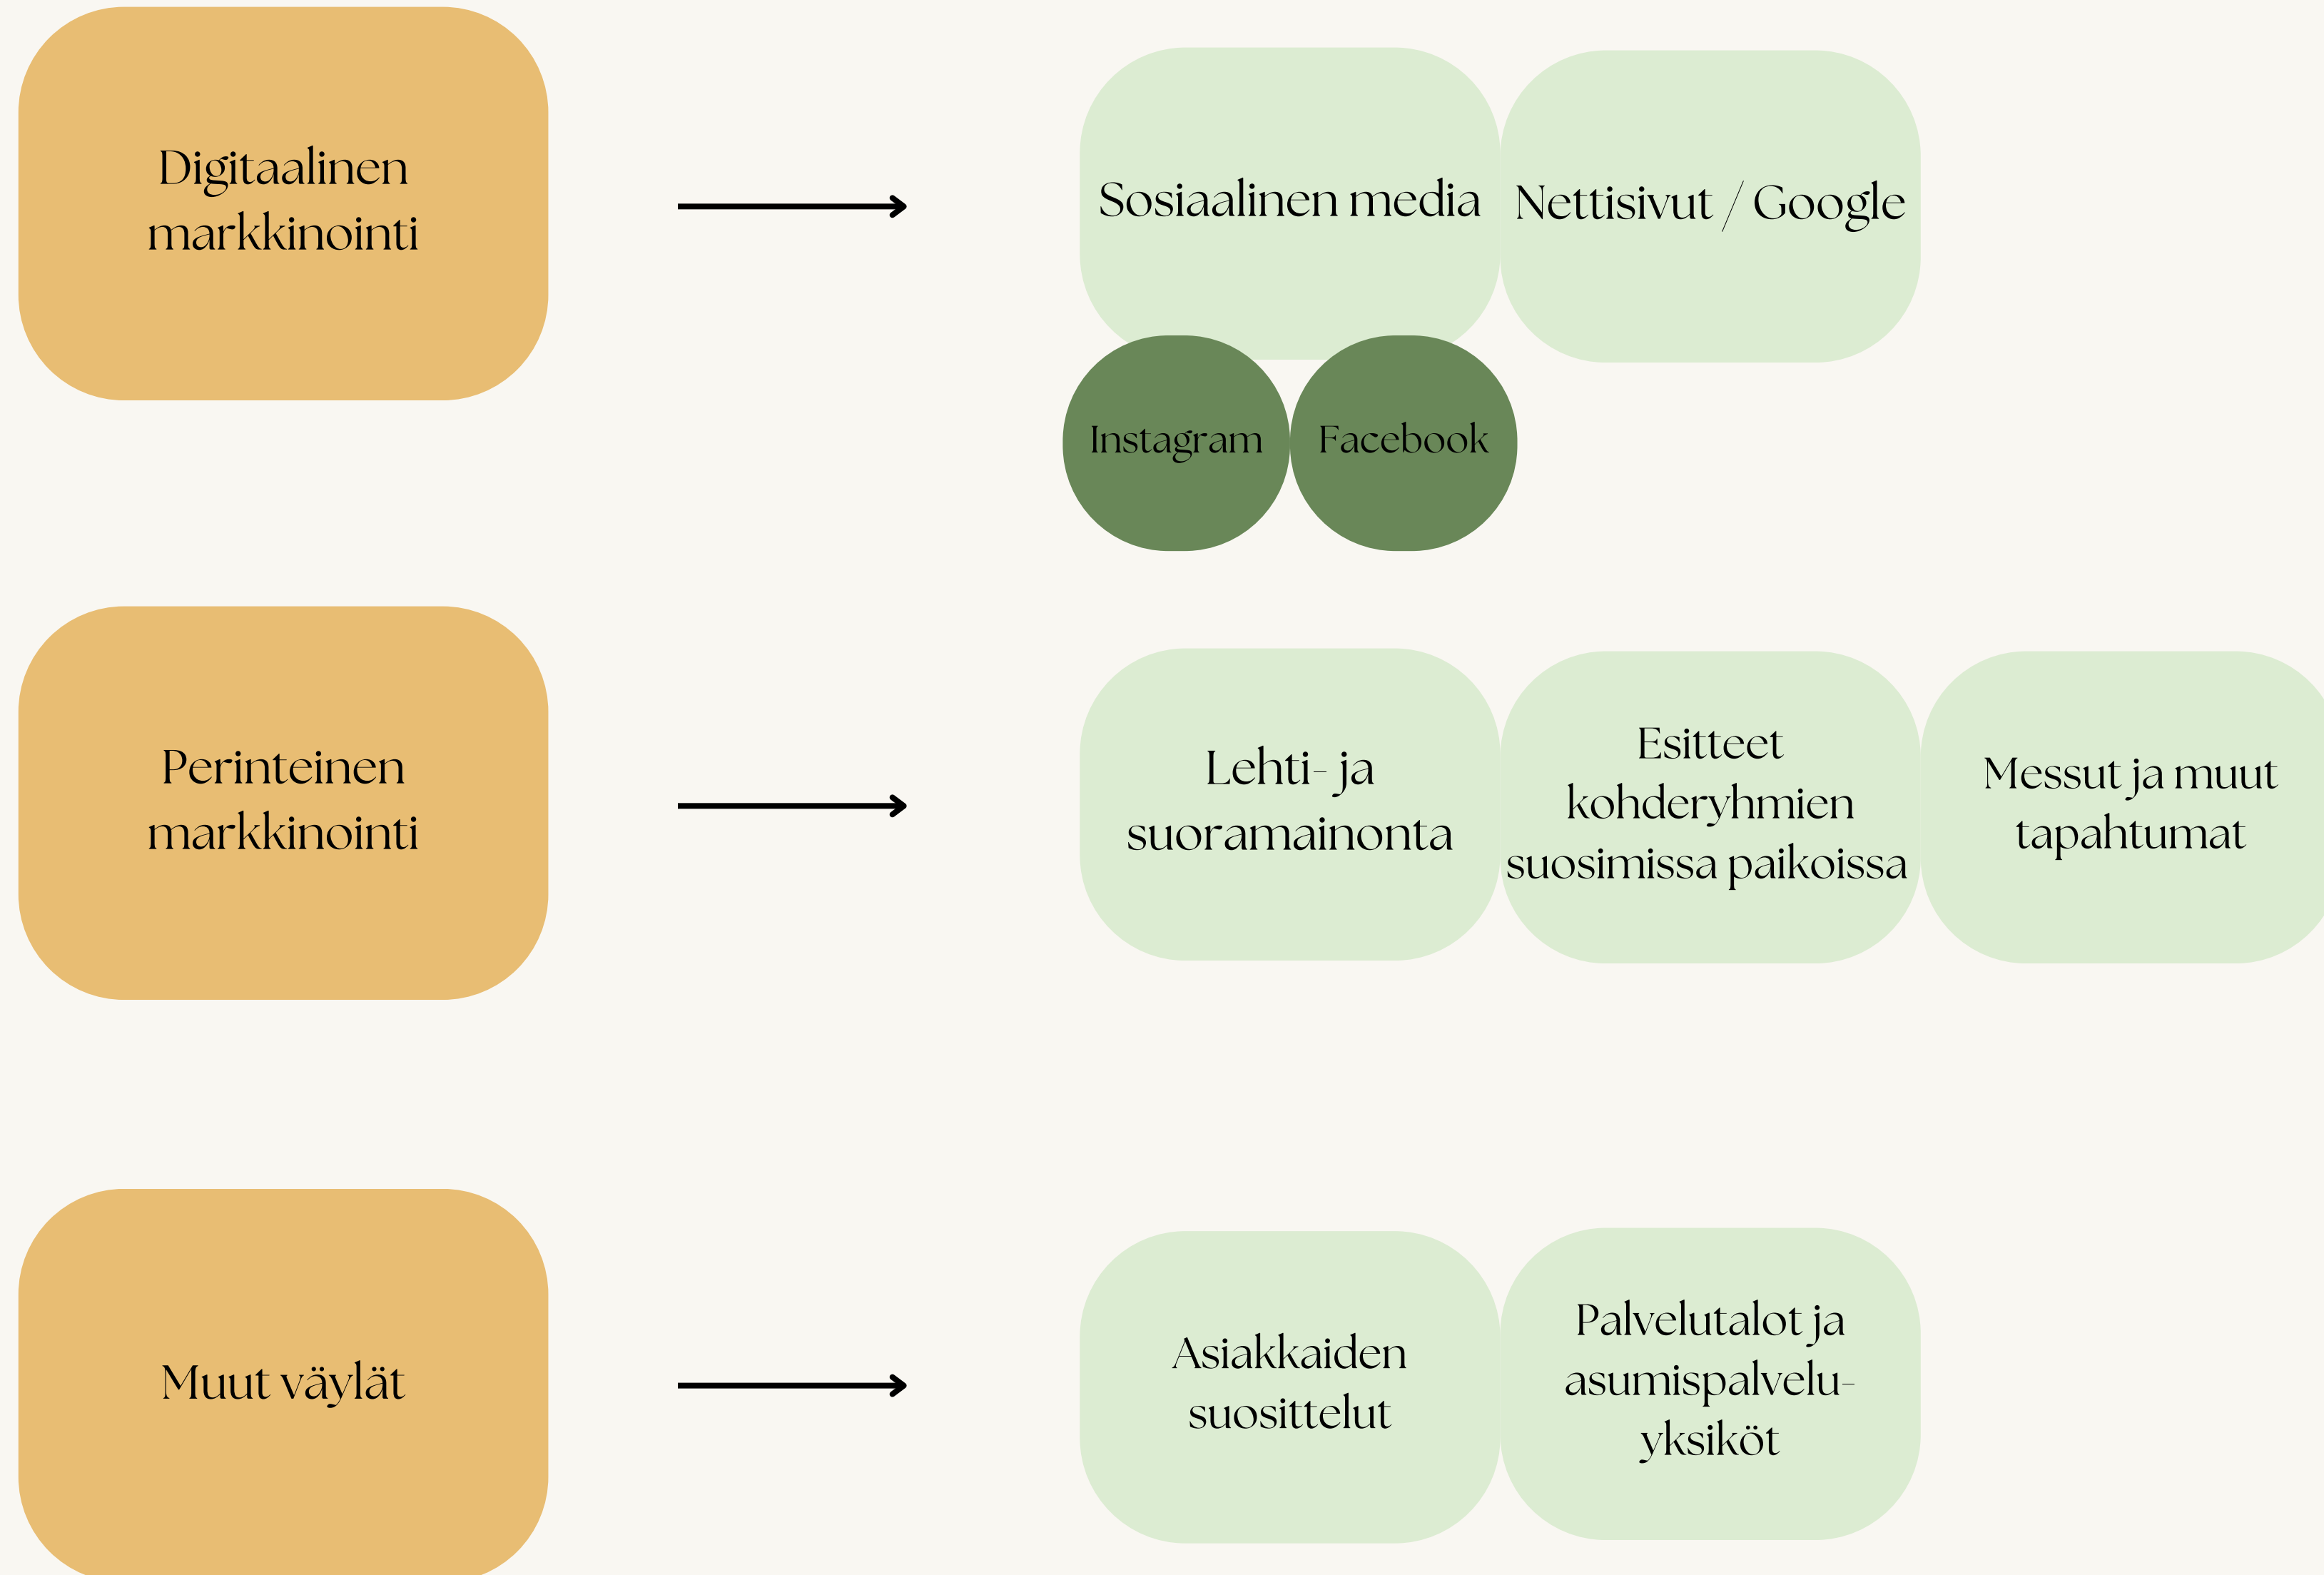 Digitaalinen
markkinointi
Sosiaalinen media
Nettisivut / Google
Instagram
Facebook
Perinteinen
markkinointi
Lehti- ja
suoramainonta
Esitteet
kohderyhmien
suosimissa paikoissa
Messut ja muut
tapahtumat
Muut väylät
Asiakkaiden
suosittelut
Palvelutalot ja
asumispalvelu-
yksiköt